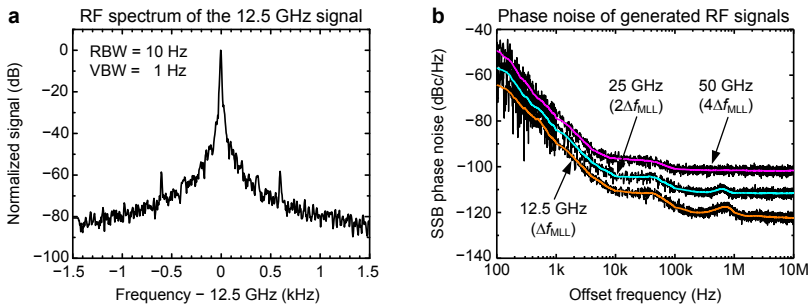 a
RF spectrum of the 12.5 GHz signal
RBW = 10 Hz
VBW = 1 Hz
Normalized signal (dB)
0
−20
−40
−60
−80
−100
−1.5
−1.0
−0.5
0
0.5
1.0
1.5
Frequency − 12.5 GHz (kHz)
b
Phase noise of generated RF signals
SSB phase noise (dBc/Hz)
−40
−60
−80
−100
−120
−140
25 GHz
(2Δf_MLL)
50 GHz
(4Δf_MLL)
12.5 GHz
(Δf_MLL)
100
1k
10k
100k
1M
10M
Offset frequency (Hz)